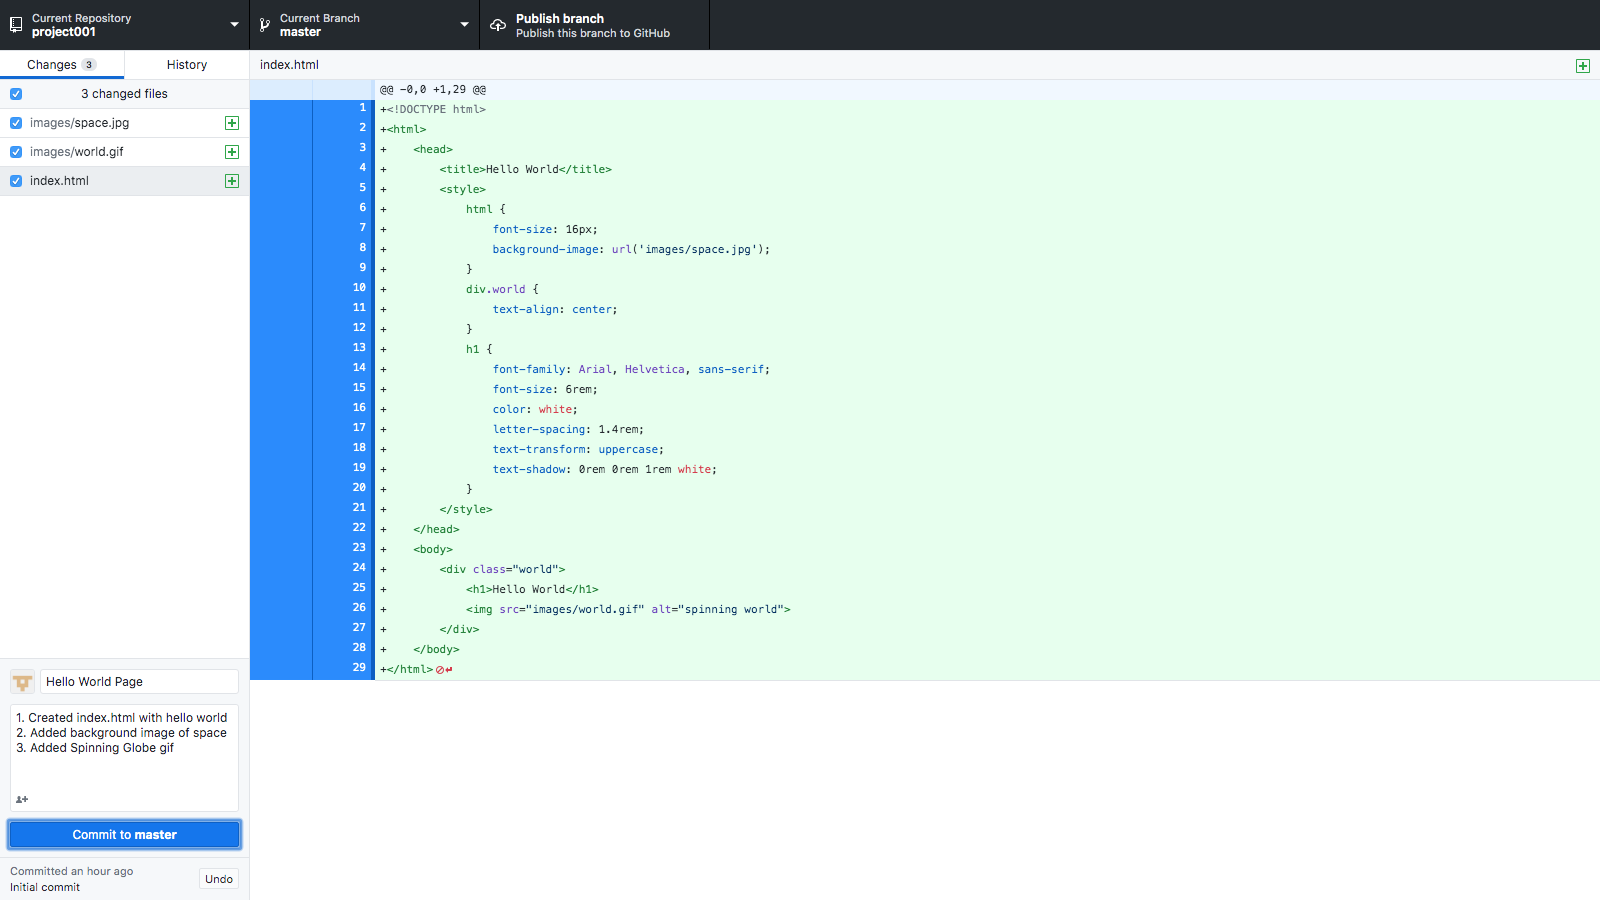 Current Repository
project001
Current Branch
master
Publish branch
Publish this branch to GitHub
Changes 3
History
index.html
3 changed files
images/space.jpg
images/world.gif
index.html
@@ -0,0 +1,29 @@
1 +<!DOCTYPE html>
2 +<html>
3 +    <head>
4 +        <title>Hello World</title>
5 +        <style>
6 +            html {
7 +                font-size: 16px;
8 +                background-image: url('images/space.jpg');
9 +            }
10 +            div.world {
11 +                text-align: center;
12 +            }
13 +            h1 {
14 +                font-family: Arial, Helvetica, sans-serif;
15 +                font-size: 6rem;
16 +                color: white;
17 +                letter-spacing: 1.4rem;
18 +                text-transform: uppercase;
19 +                text-shadow: 0rem 0rem 1rem white;
20 +            }
21 +        </style>
22 +    </head>
23 +    <body>
24 +        <div class="world">
25 +            <h1>Hello World</h1>
26 +            <img src="images/world.gif" alt="spinning world">
27 +        </div>
28 +    </body>
29 +</html>
Hello World Page
1. Created index.html with hello world
2. Added background image of space
3. Added Spinning Globe gif
Commit to master
Committed an hour ago
Initial commit
Undo